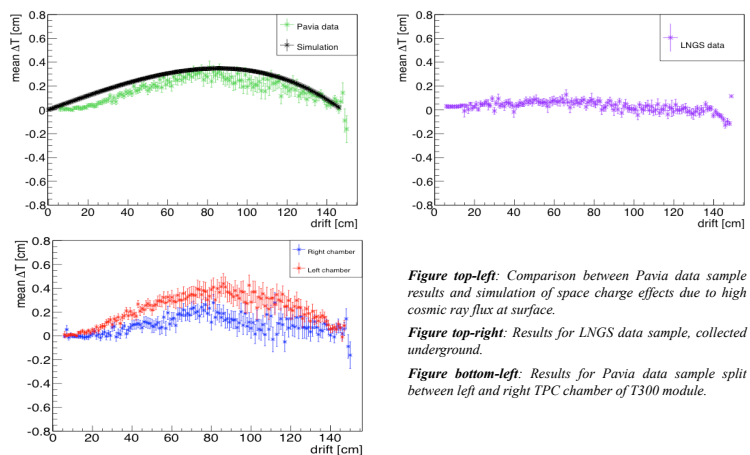 mean ΔT [cm]
0.8
0.6
0.4
0.2
0
-0.2
-0.4
-0.6
-0.8
Pavia data
Simulation
0 20 40 60 80 100 120 140
drift [cm]
mean ΔT [cm]
0.8
0.6
0.4
0.2
0
-0.2
-0.4
-0.6
-0.8
LNGS data
0 20 40 60 80 100 120 140
drift [cm]
mean ΔT [cm]
0.8
0.6
0.4
0.2
0
-0.2
-0.4
-0.6
-0.8
Right chamber
Left chamber
0 20 40 60 80 100 120 140
drift [cm]
Figure top-left: Comparison between Pavia data sample
results and simulation of space charge effects due to high
cosmic ray flux at surface.
Figure top-right: Results for LNGS data sample, collected
underground.
Figure bottom-left: Results for Pavia data sample split
between left and right TPC chamber of T300 module.